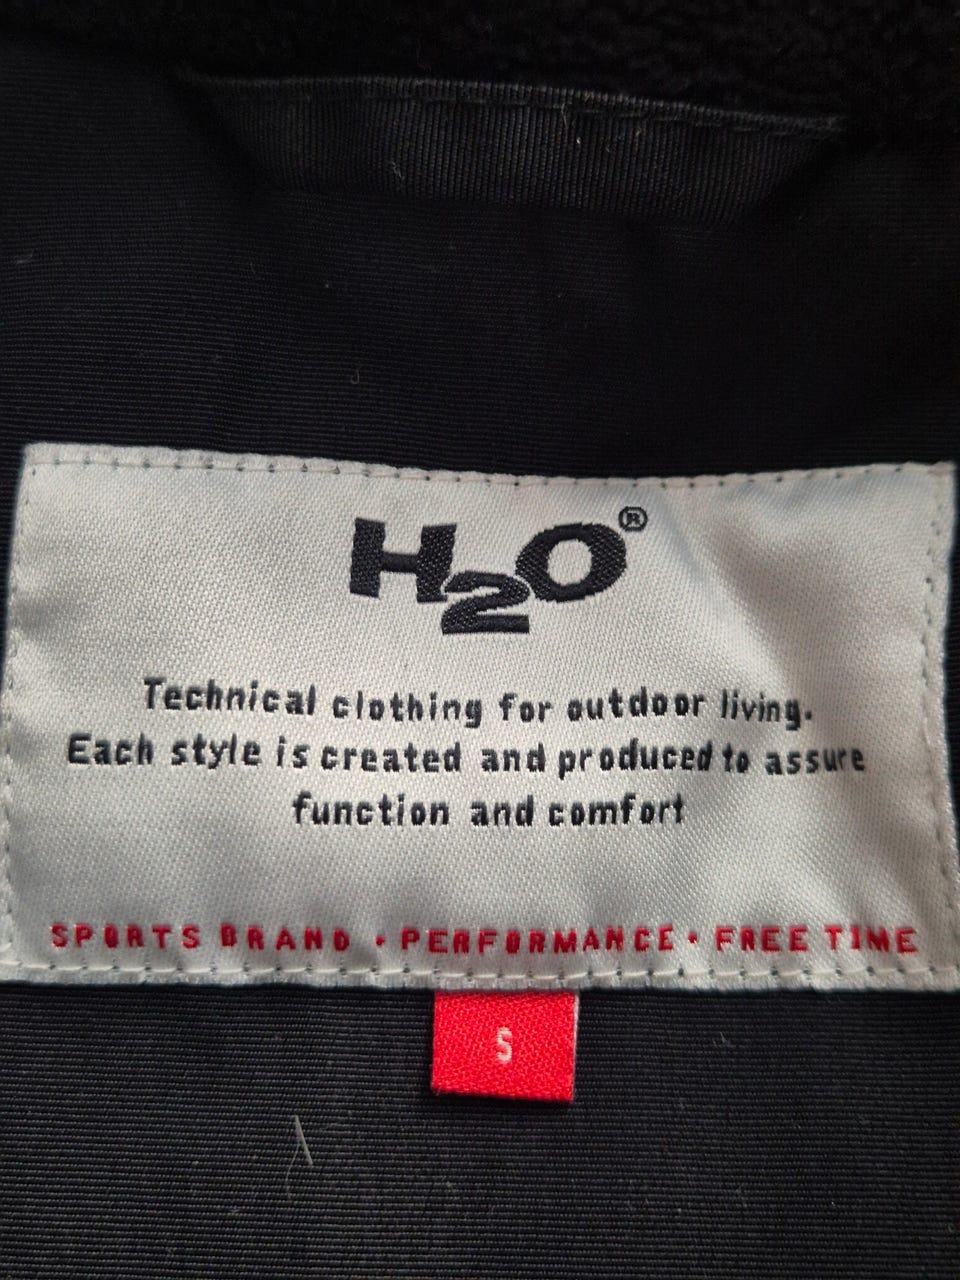 H2O®
Technical clothing for outdoor living.
Each style is created and produced to assure
function and comfort
SPORTS BRAND • PERFORMANCE • FREE TIME
S